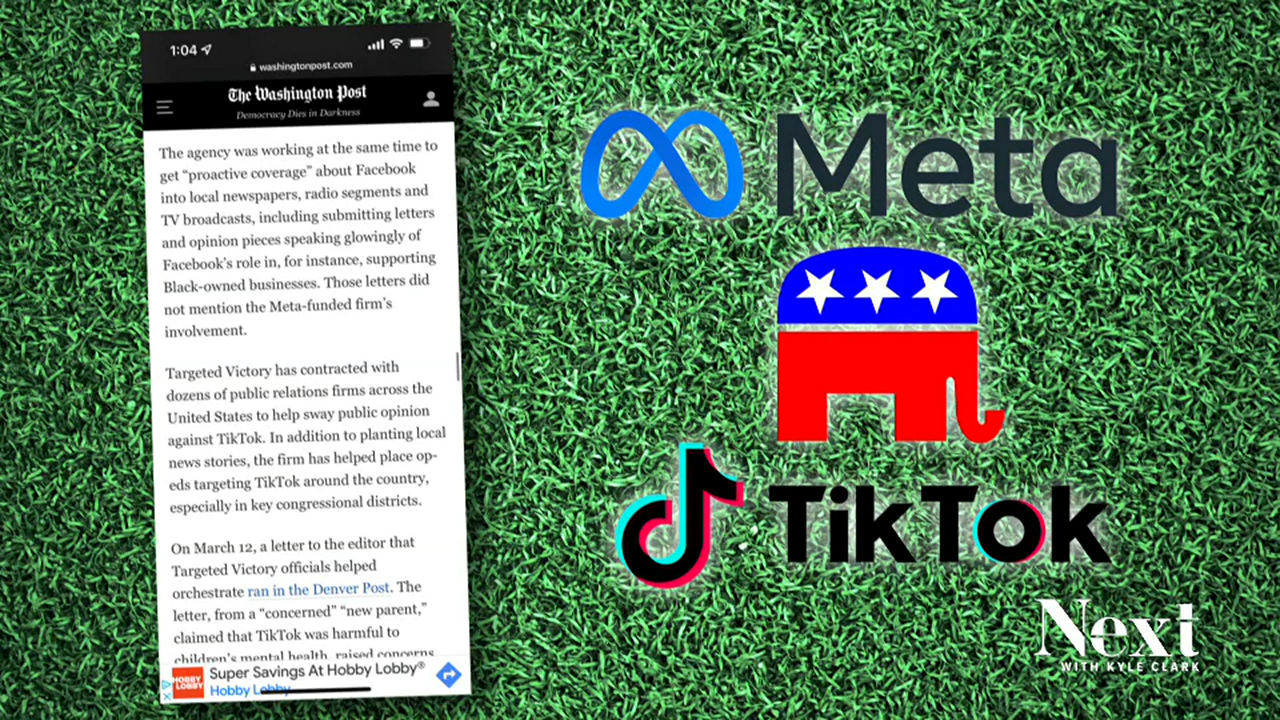 1:04
washingtonpost.com
The Washington Post
Democracy Dies in Darkness
The agency was working at the same time to
get “proactive coverage” about Facebook
into local newspapers, radio segments and
TV broadcasts, including submitting letters
and opinion pieces speaking glowingly of
Facebook’s role in, for instance, supporting
Black-owned businesses. Those letters did
not mention the Meta-funded firm’s
involvement.
Targeted Victory has contracted with
dozens of public relations firms across the
United States to help sway public opinion
against TikTok. In addition to planting local
news stories, the firm has helped place op-
eds targeting TikTok around the country,
especially in key congressional districts.
On March 12, a letter to the editor that
Targeted Victory officials helped
orchestrate ran in the Denver Post. The
letter, from a “concerned” “new parent,”
claimed that TikTok was harmful to
children’s mental health, raised concerns
HOBBY LOBBY
Super Savings At Hobby Lobby®
Hobby Lobby
Meta
TikTok
Next
WITH KYLE CLARK